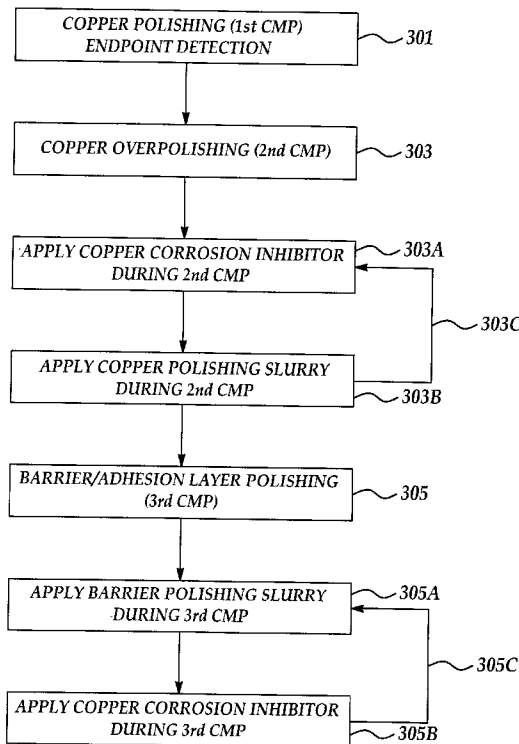 COPPER POLISHING (1st CMP)
ENDPOINT DETECTION
301
COPPER OVERPOLISHING (2nd CMP)
303
APPLY COPPER CORROSION INHIBITOR
DURING 2nd CMP
303A
303C
APPLY COPPER POLISHING SLURRY
DURING 2nd CMP
303B
BARRIER/ADHESION LAYER POLISHING
(3rd CMP)
305
APPLY BARRIER POLISHING SLURRY
DURING 3rd CMP
305A
305C
APPLY COPPER CORROSION INHIBITOR
DURING 3rd CMP
305B